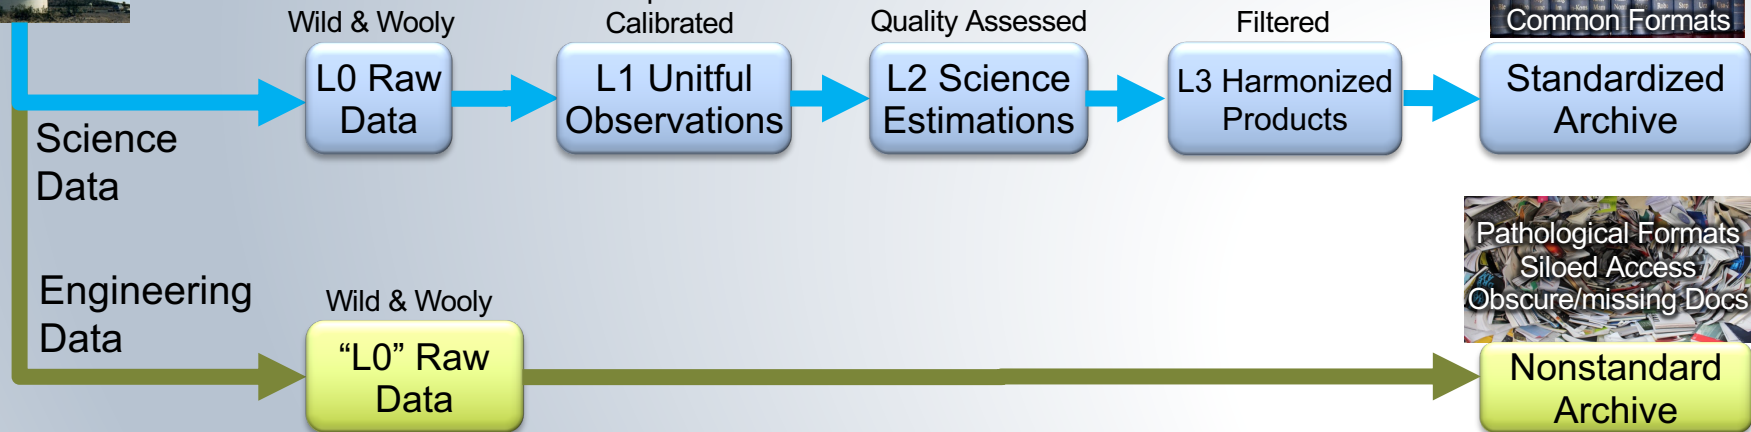 Wild & Wooly
Calibrated
Quality Assessed
Filtered
Common Formats
L0 Raw
Data
L1 Unitful
Observations
L2 Science
Estimations
L3 Harmonized
Products
Standardized
Archive
Science
Data
Pathological Formats
Siloed Access
Obscure/missing Docs
Engineering
Data
Wild & Wooly
“L0” Raw
Data
Nonstandard
Archive